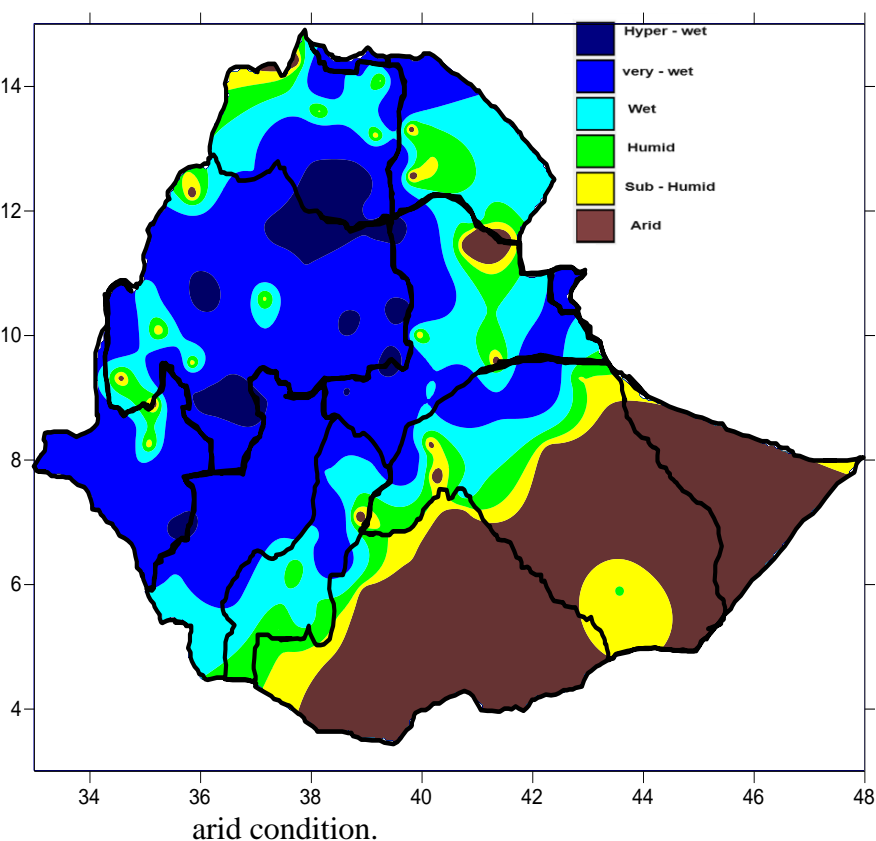 Hyper - wet
very - wet
Wet
Humid
Sub - Humid
Arid
14
12
10
8
6
4
34 36 38 40 42 44 46 48
arid condition.